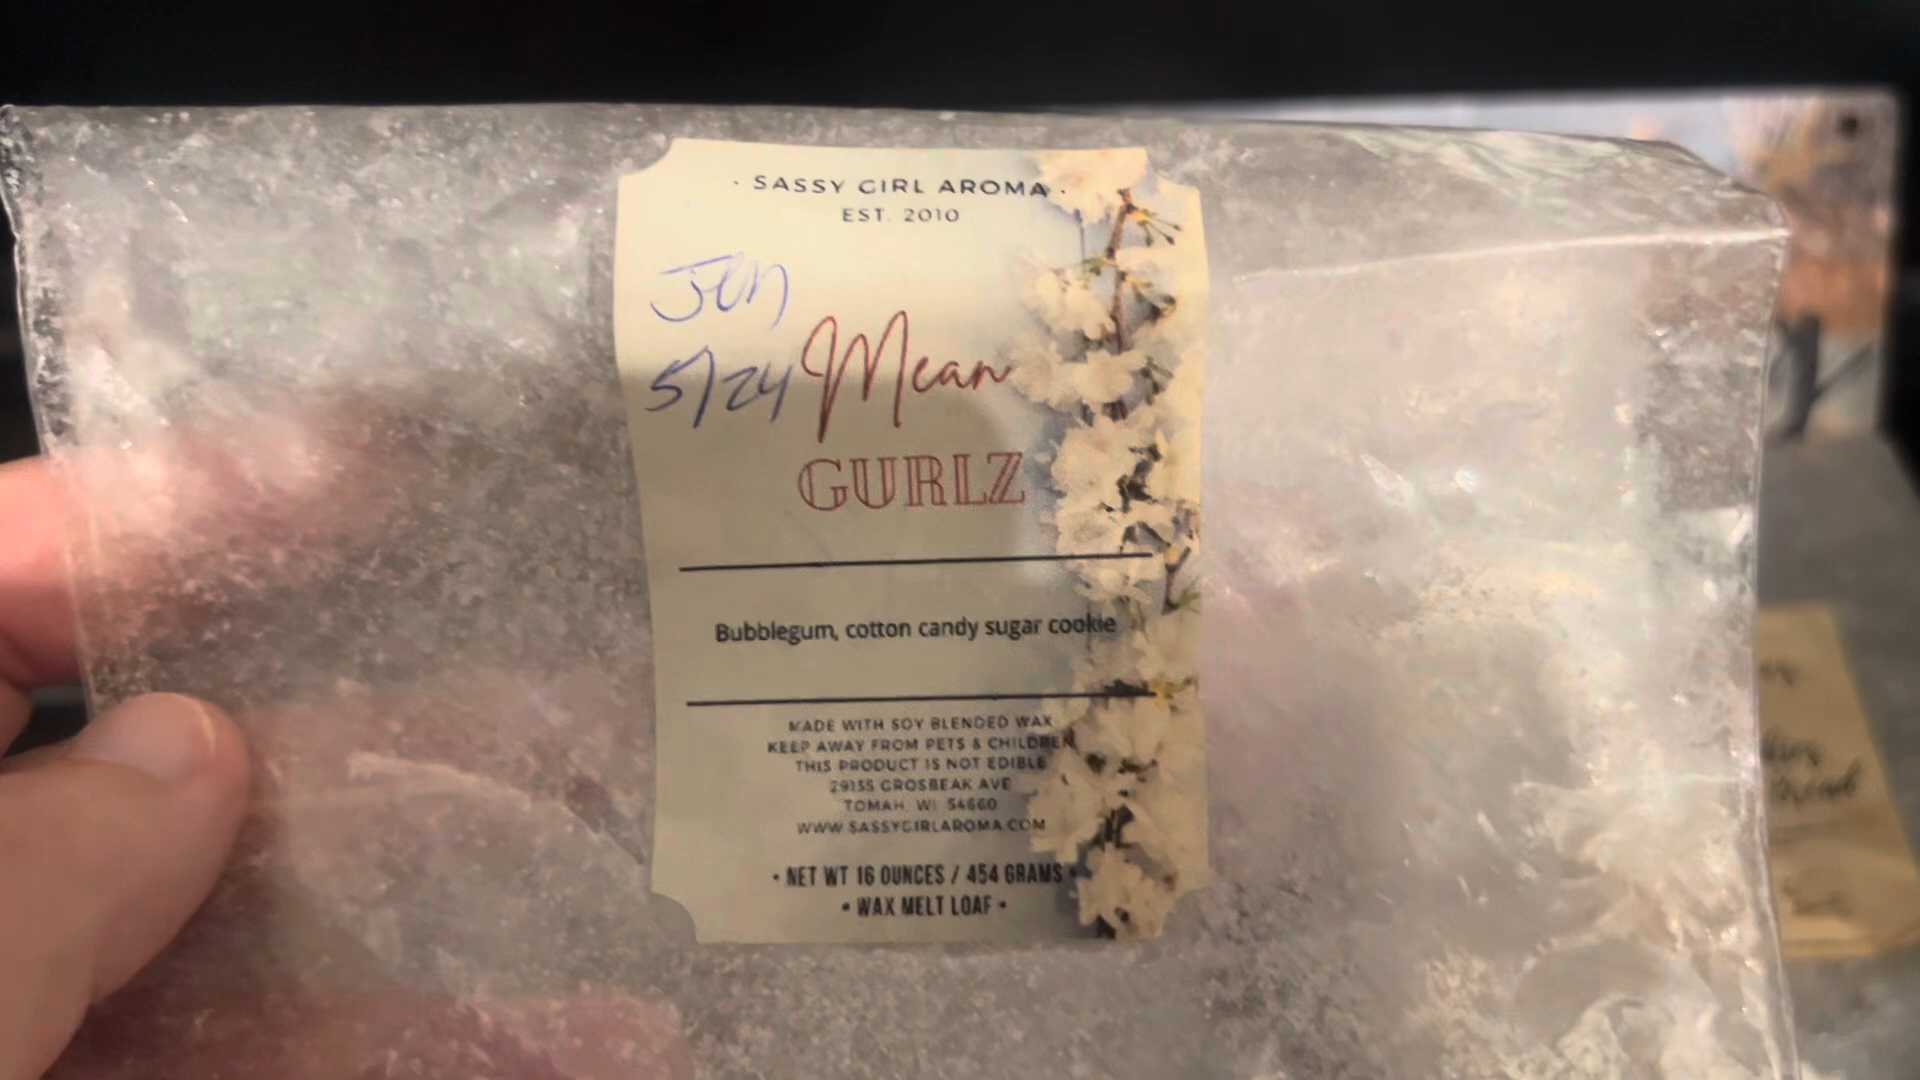 · SASSY GIRL AROMA ·
EST. 2010
Jen
5/24
Mean
GURLZ
Bubblegum, cotton candy sugar cookie
MADE WITH SOY BLENDED WAX
KEEP AWAY FROM PETS & CHILDREN
THIS PRODUCT IS NOT EDIBLE
29155 GROSBEAK AVE
TOMAH, WI 54660
WWW.SASSYGIRLAROMA.COM
• NET WT 16 OUNCES / 454 GRAMS •
• WAX MELT LOAF •